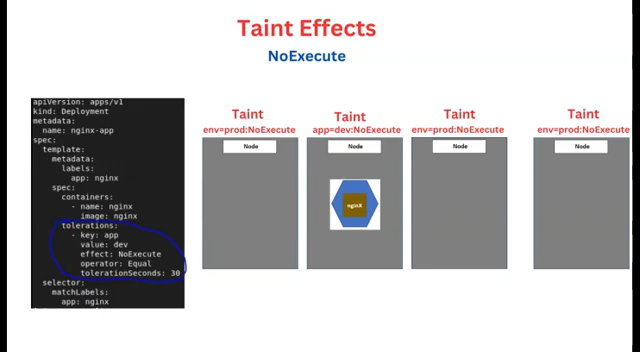 Taint Effects
NoExecute
apiVersion: apps/v1
kind: Deployment
metadata:
  name: nginx-app
spec:
  template:
    metadata:
      labels:
        app: nginx
    spec:
      containers:
        - name: nginx
          image: nginx
      tolerations:
        - key: app
          value: dev
          effect: NoExecute
          operator: Equal
          tolerationSeconds: 30
  selector:
    matchLabels:
      app: nginx
Taint
env=prod:NoExecute
Node
Taint
app=dev:NoExecute
Node
nginX
Taint
env=prod:NoExecute
Node
Taint
env=prod:NoExecute
Node